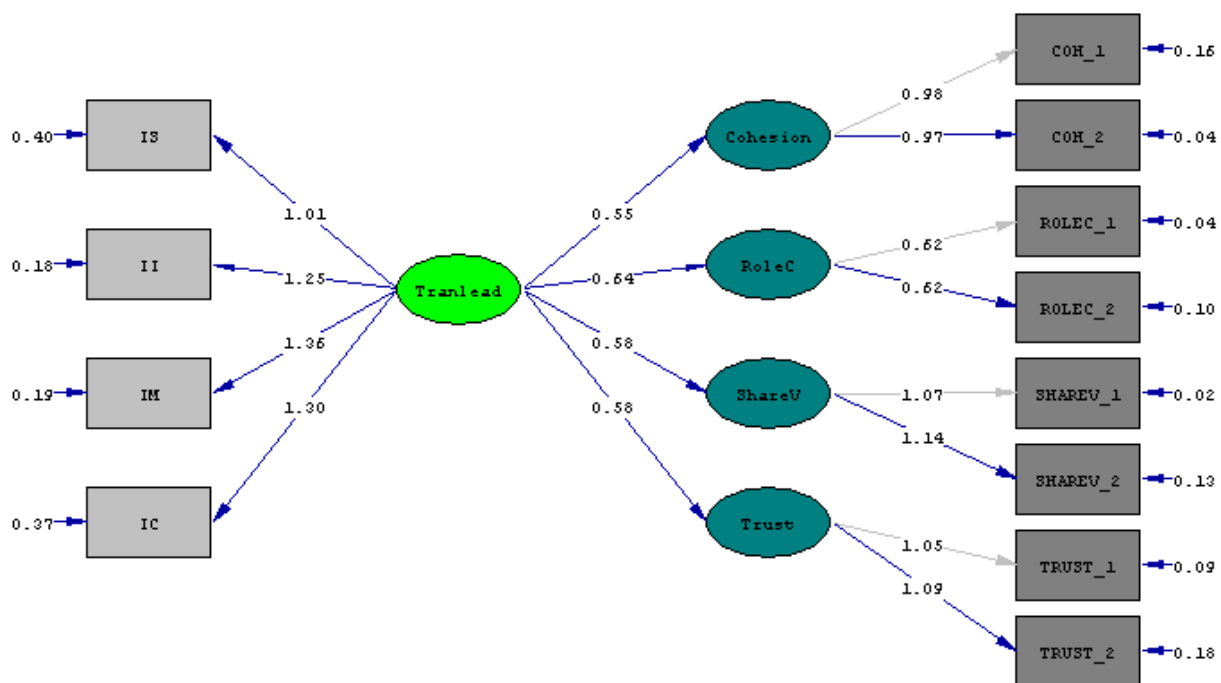 COH_1
0.16
0.98
0.40
IS
Cohesion
0.97
COH_2
0.04
1.01
0.55
ROLEC_1
0.04
0.62
0.18
II
1.25
Tranlead
0.64
RoleC
0.62
ROLEC_2
0.10
1.36
0.58
0.19
IM
ShareV
1.07
SHAREV_1
0.02
1.30
0.58
1.14
SHAREV_2
0.13
0.37
IC
Trust
1.05
TRUST_1
0.09
1.09
TRUST_2
0.18